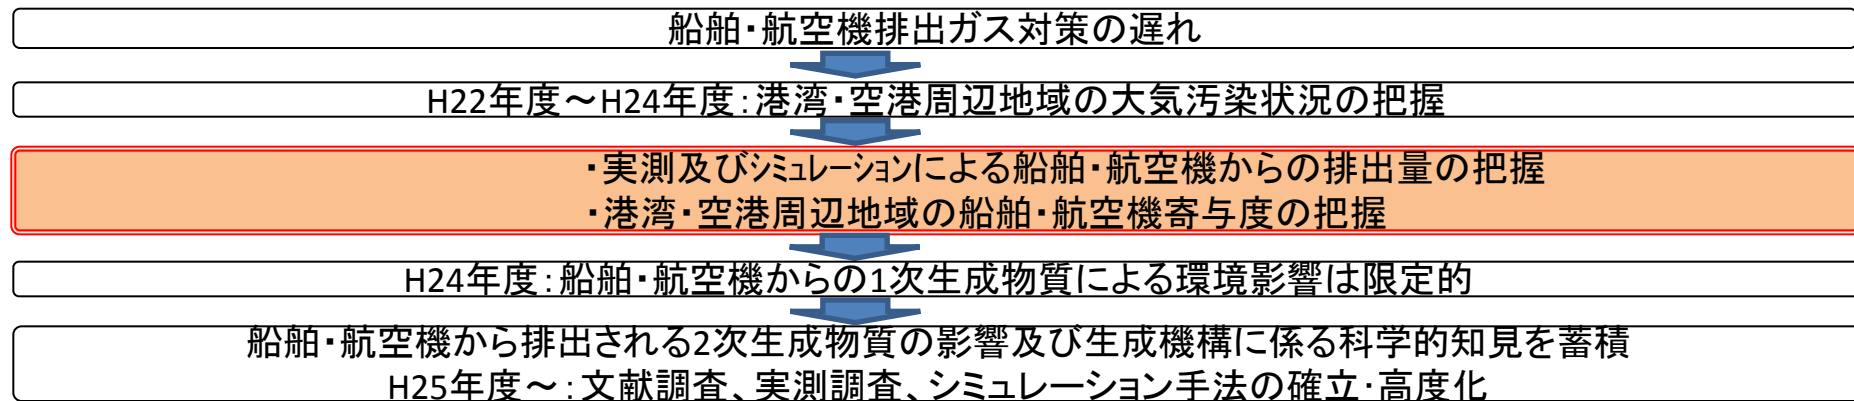 船舶・航空機排出ガス対策の遅れ
H22年度～H24年度：港湾・空港周辺地域の大気汚染状況の把握
・実測及びｼﾐｭﾚｰｼｮﾝによる船舶・航空機からの排出量の把握
・港湾・空港周辺地域の船舶・航空機寄与度の把握
H24年度：船舶・航空機からの1次生成物質による環境影響は限定的
船舶・航空機から排出される2次生成物質の影響及び生成機構に係る科学的知見を蓄積
H25年度～：文献調査、実測調査、シミュレーション手法の確立・高度化